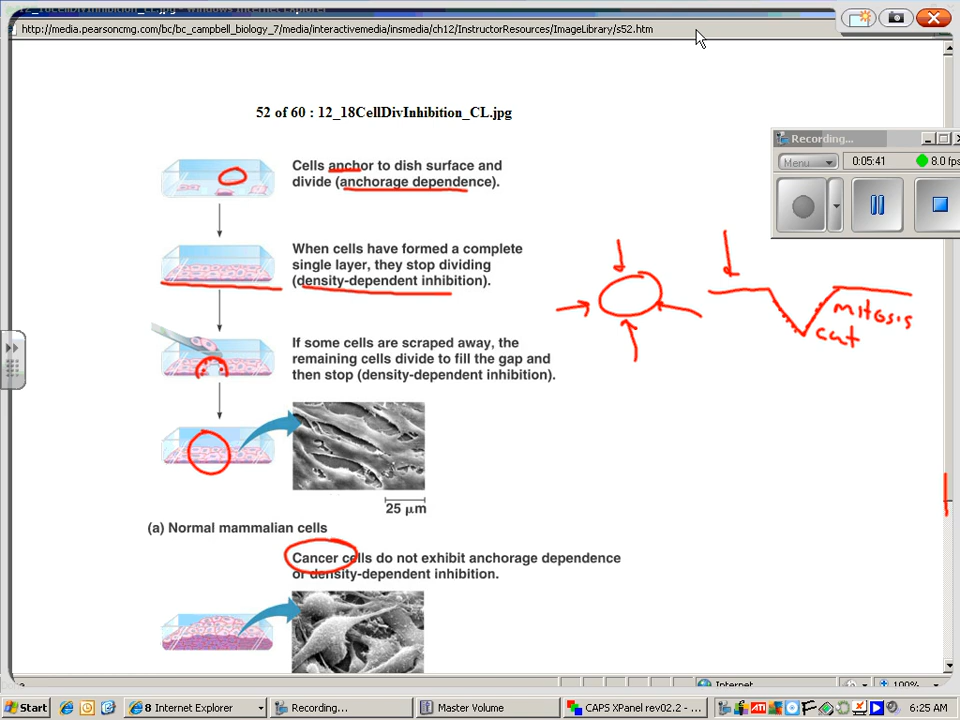 12_18CellDivInhibition_CL.jpg - Windows Internet Explorer
http://media.pearsoncmg.com/bc/bc_campbell_biology_7/media/interactivemedia/insmedia/ch12/InstructorResources/ImageLibrary/s52.htm
52 of 60 : 12_18CellDivInhibition_CL.jpg
Recording...
Menu
0:05:41
8.0 fps
Cells anchor to dish surface and
divide (anchorage dependence).
When cells have formed a complete
single layer, they stop dividing
(density-dependent inhibition).
mitosis
cut
If some cells are scraped away, the
remaining cells divide to fill the gap and
then stop (density-dependent inhibition).
25 µm
(a) Normal mammalian cells
Cancer cells do not exhibit anchorage dependence
or density-dependent inhibition.
Internet
100%
Start
8 Internet Explorer
Recording...
Master Volume
CAPS XPanel rev02.2 - ...
6:25 AM